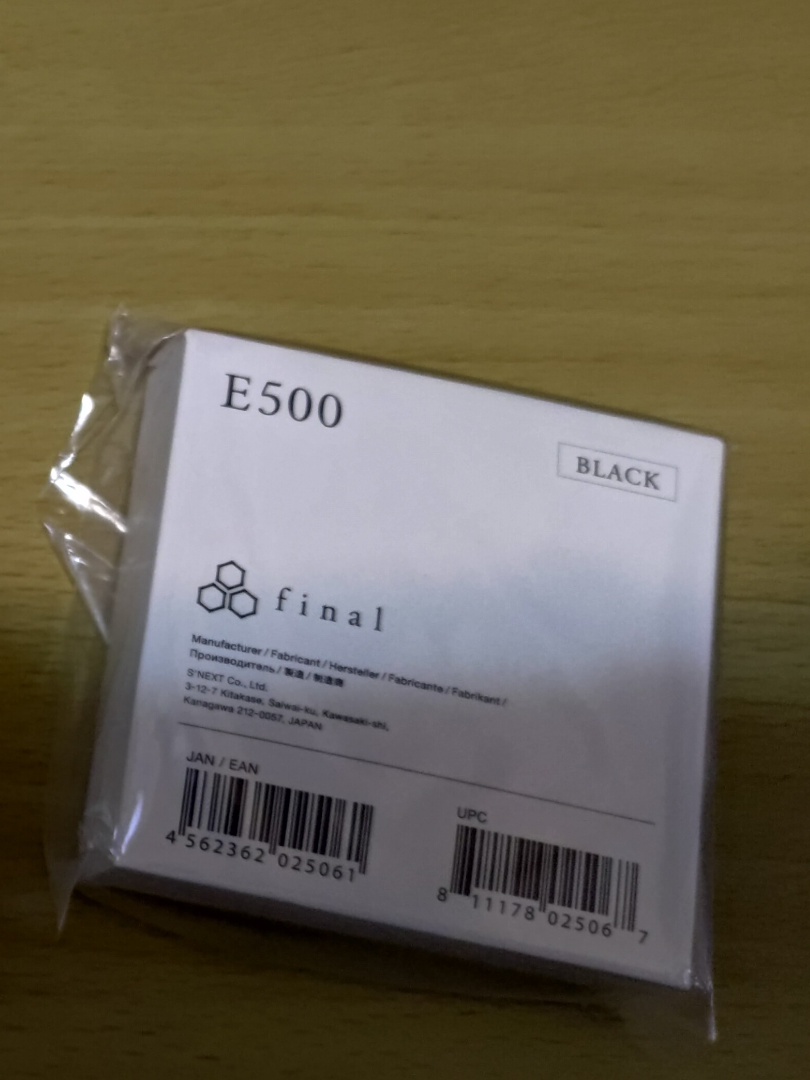 E500
BLACK
final
Manufacturer / Fabricant / Hersteller / Fabricante / Fabrikant /
Производитель / 製造 / 制造商
S'NEXT Co., Ltd.
3-12-7 Kitakase, Saiwai-ku, Kawasaki-shi,
Kanagawa 212-0057, JAPAN
JAN / EAN
4 562362 025061
UPC
8 11178 02506 7